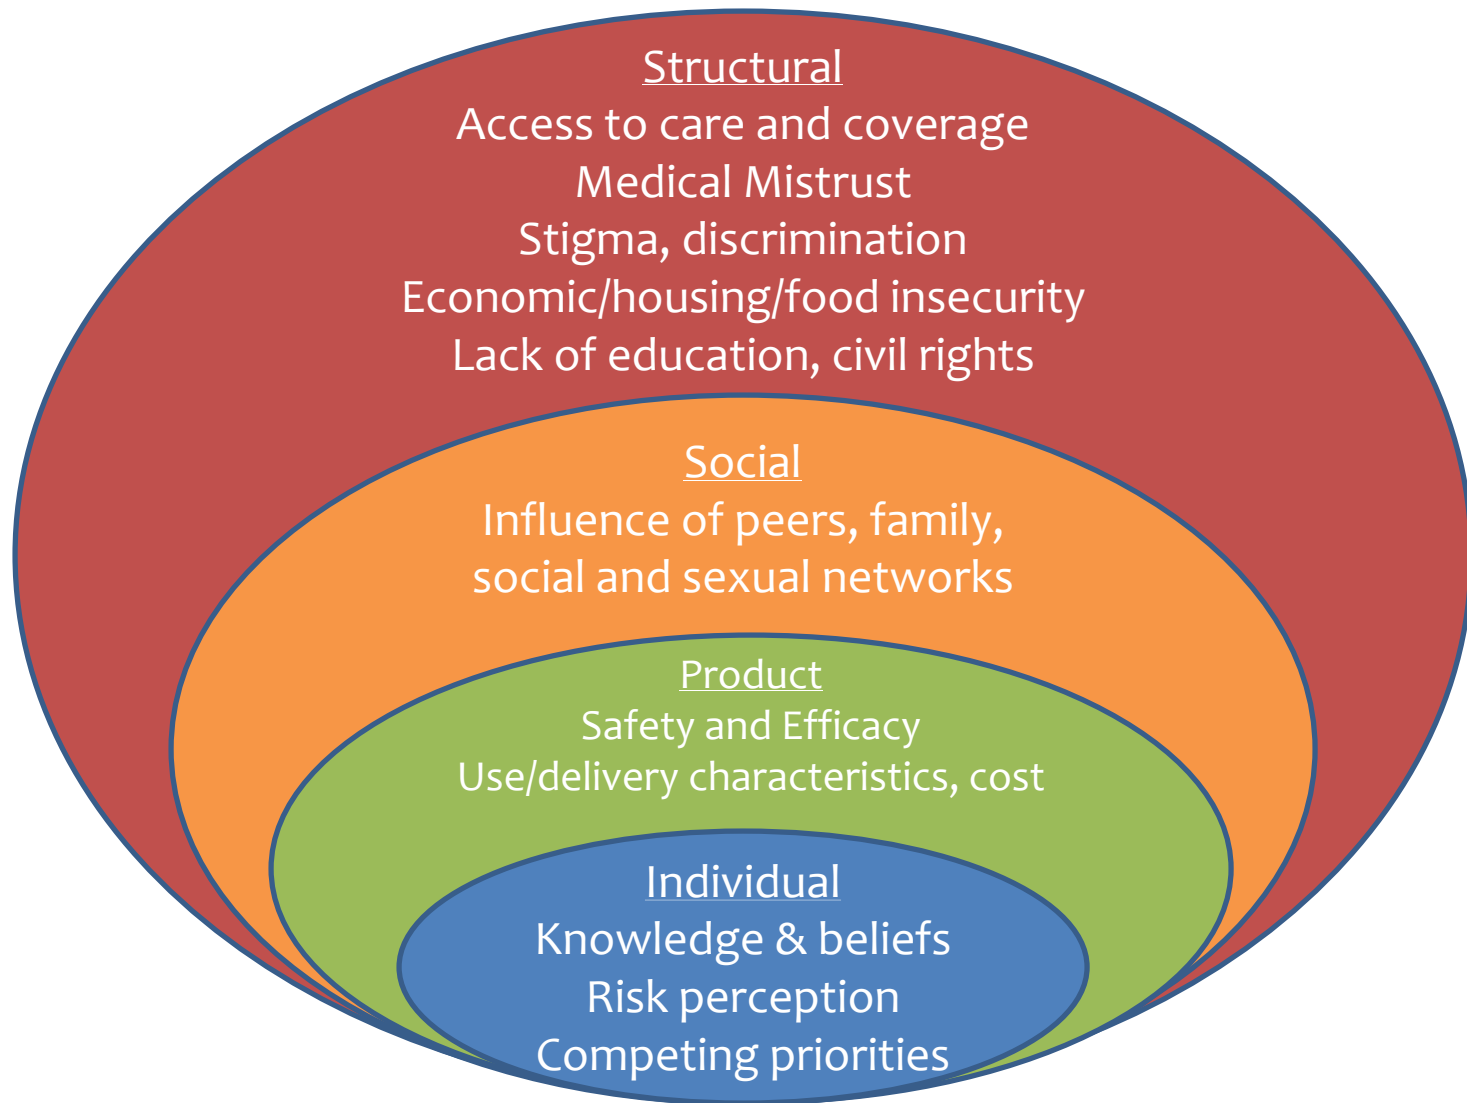 Structural
Access to care and coverage
Medical Mistrust
Stigma, discrimination
Economic/housing/food insecurity
Lack of education, civil rights
Social
Influence of peers, family,
social and sexual networks
Product
Safety and Efficacy
Use/delivery characteristics, cost
Individual
Knowledge & beliefs
Risk perception
Competing priorities